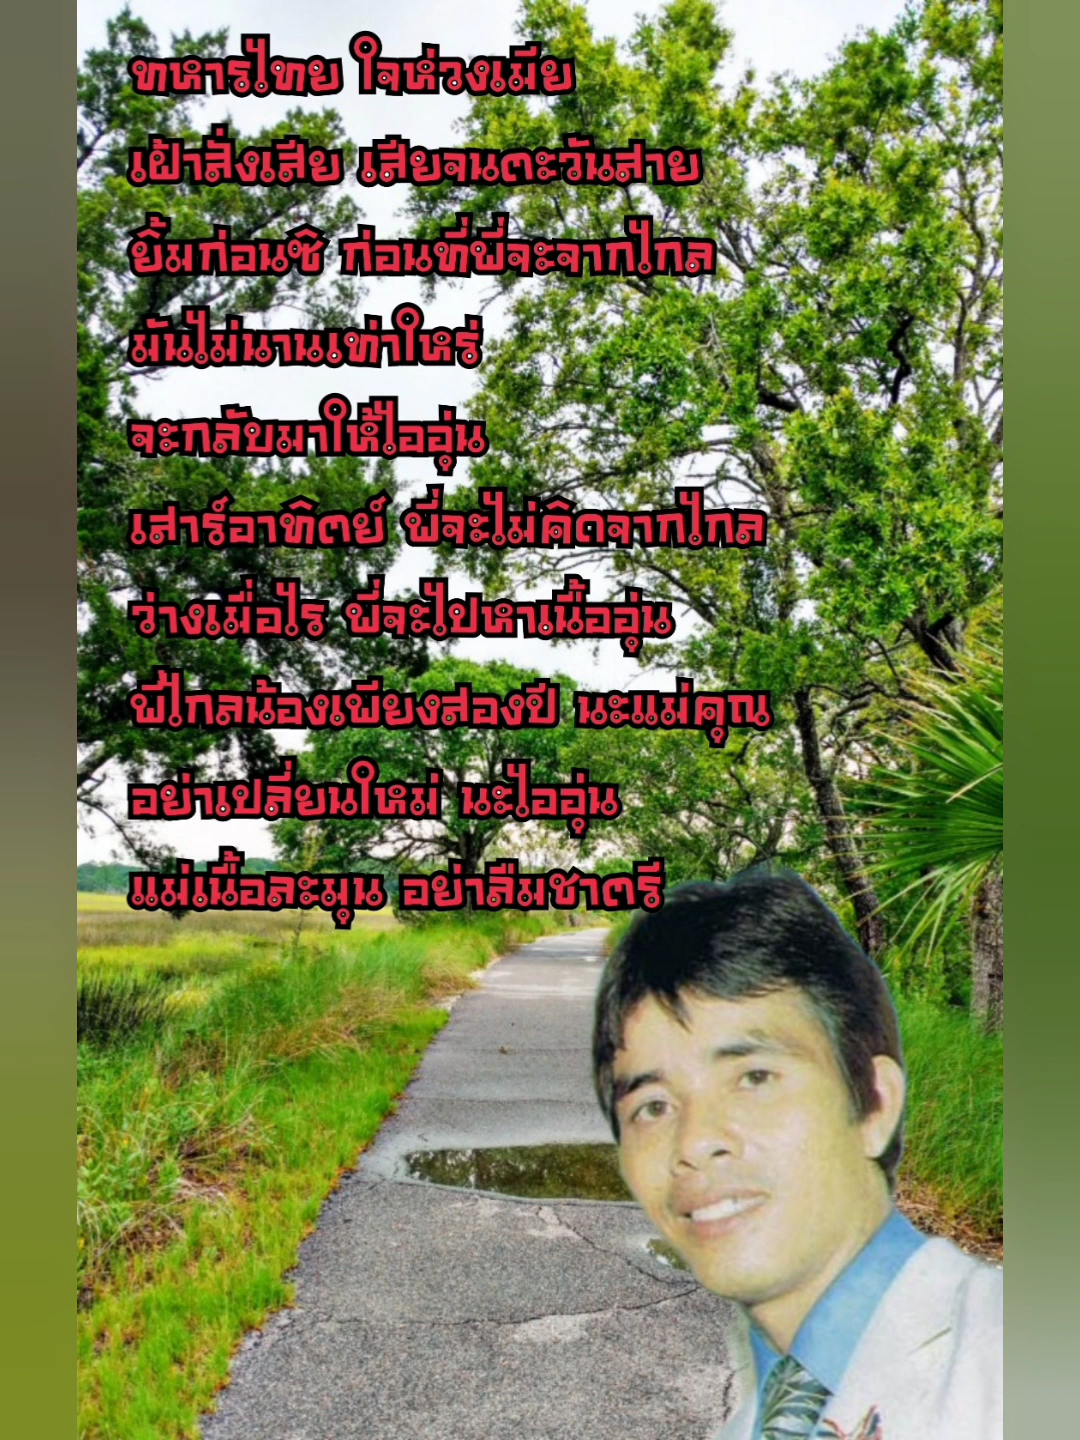 ทหารไทย ใจห่วงเมีย
เฝ้าสั่งเสีย เสียจนตะวันสาย
ยิ้มก่อนซิ ก่อนที่พี่จะจากไกล
มันไม่นานเท่าใหร่
จะกลับมาให้ไออุ่น
เสาร์อาทิตย์ พี่จะไม่คิดจากไกล
ว่างเมื่อไร พี่จะไปหาเนื้ออุ่น
พี่ไกลน้องเพียงสองปี นะแม่คุณ
อย่าเปลี่ยนใหม่ นะไออุ่น
แม่เนื้อละมุน อย่าลืมชาตรี